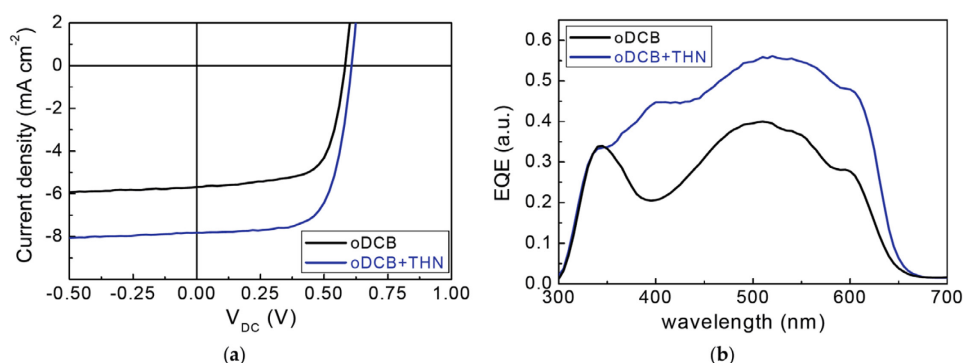 2
0
-2
-4
-6
-8
Current density (mA cm-2)
oDCB
oDCB+THN
-0.50 -0.25 0.00 0.25 0.50 0.75 1.00
VDC (V)
(a)
0.6
0.5
0.4
0.3
0.2
0.1
0.0
EQE (a.u.)
oDCB
oDCB+THN
300 400 500 600 700
wavelength (nm)
(b)